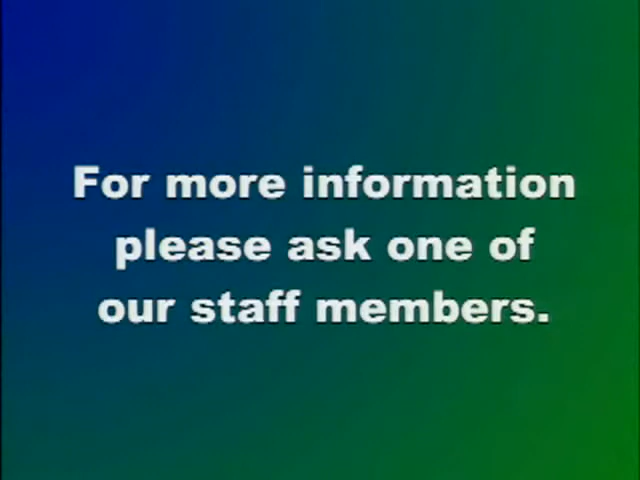 For more information
please ask one of
our staff members.